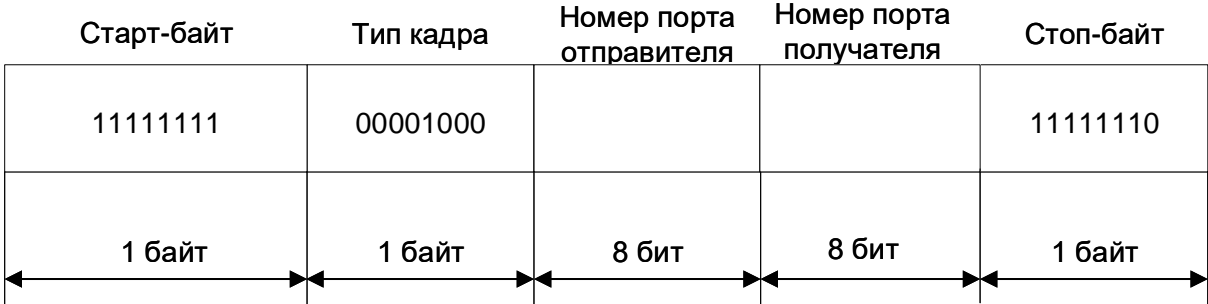 Старт-байт
Тип кадра
Номер порта
отправителя
Номер порта
получателя
Стоп-байт
11111111
00001000
11111110
1 байт
1 байт
8 бит
8 бит
1 байт